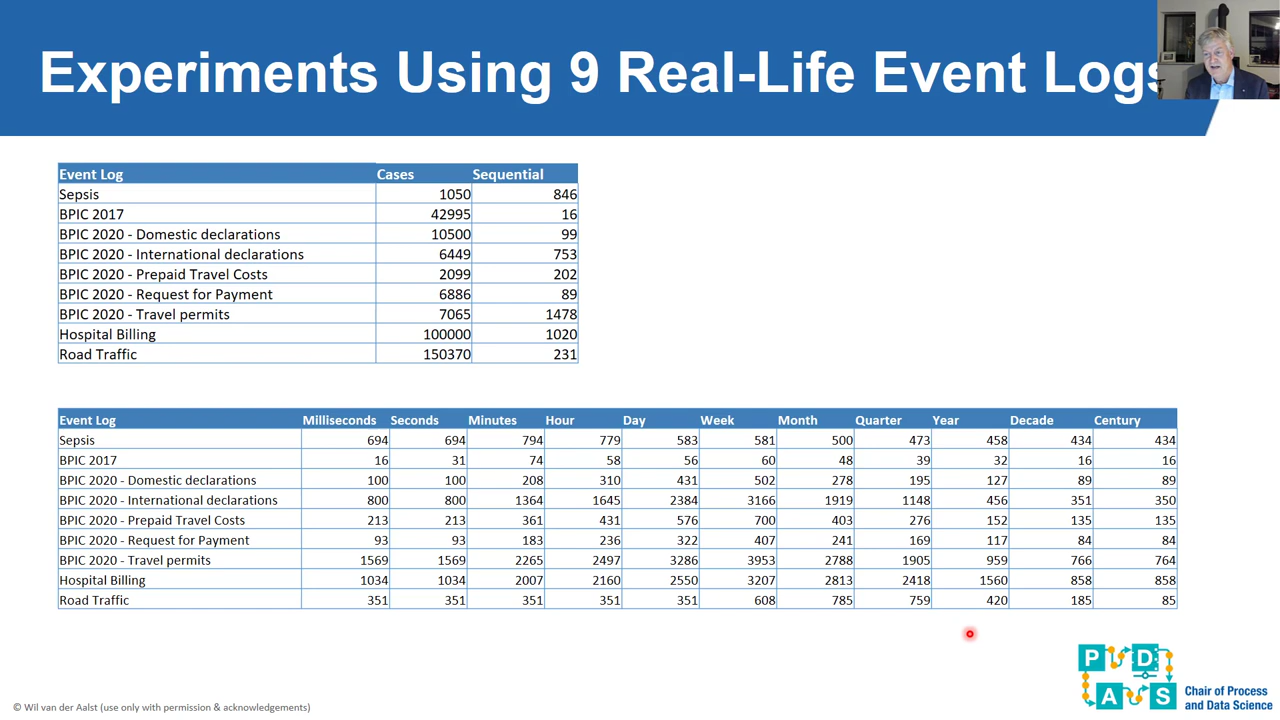 Experiments Using 9 Real-Life Event Logs
Event Log Cases Sequential
Sepsis 1050 846
BPIC 2017 42995 16
BPIC 2020 - Domestic declarations 10500 99
BPIC 2020 - International declarations 6449 753
BPIC 2020 - Prepaid Travel Costs 2099 202
BPIC 2020 - Request for Payment 6886 89
BPIC 2020 - Travel permits 7065 1478
Hospital Billing 100000 1020
Road Traffic 150370 231
Event Log Milliseconds Seconds Minutes Hour Day Week Month Quarter Year Decade Century
Sepsis 694 694 794 779 583 581 500 473 458 434 434
BPIC 2017 16 31 74 58 56 60 48 39 32 16 16
BPIC 2020 - Domestic declarations 100 100 208 310 431 502 278 195 127 89 89
BPIC 2020 - International declarations 800 800 1364 1645 2384 3166 1919 1148 456 351 350
BPIC 2020 - Prepaid Travel Costs 213 213 361 431 576 700 403 276 152 135 135
BPIC 2020 - Request for Payment 93 93 183 236 322 407 241 169 117 84 84
BPIC 2020 - Travel permits 1569 1569 2265 2497 3286 3953 2788 1905 959 766 764
Hospital Billing 1034 1034 2007 2160 2550 3207 2813 2418 1560 858 858
Road Traffic 351 351 351 351 351 608 785 759 420 185 85
P D
A S
Chair of Process
and Data Science
© Wil van der Aalst (use only with permission & acknowledgements)